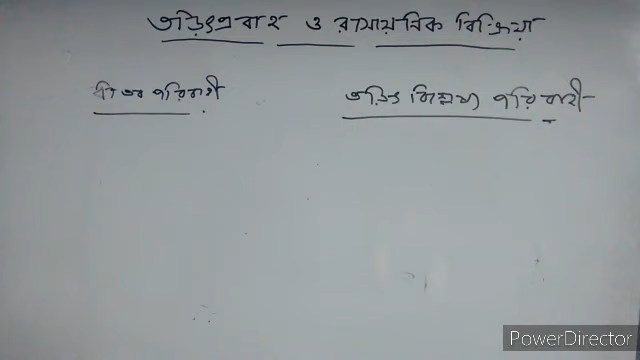 তড়িৎপ্রবাহ ও রাসায়নিক বিক্রিয়া
ধাতব পরিবাহী
তড়িৎ বিশ্লেষ্য পরিবাহী
PowerDirector